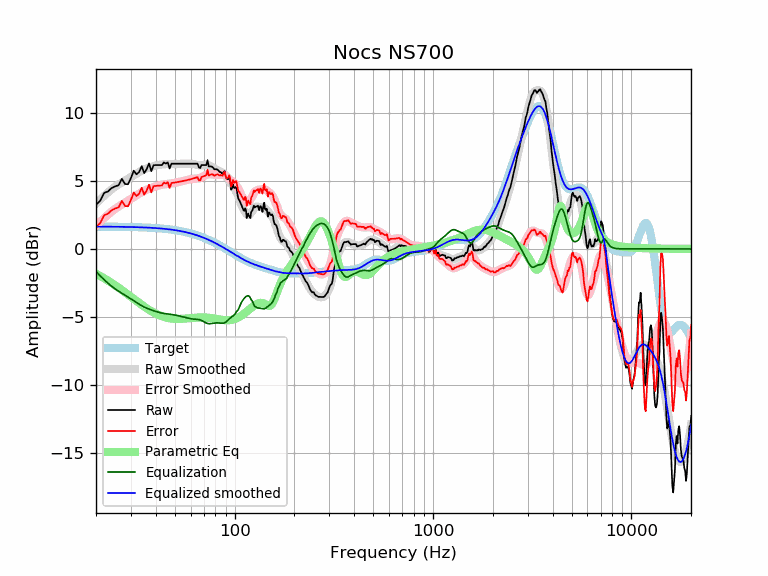 Nocs NS700
Amplitude (dBr)
10
5
0
−5
−10
−15
Target
Raw Smoothed
Error Smoothed
Raw
Error
Parametric Eq
Equalization
Equalized smoothed
100
1000
10000
Frequency (Hz)